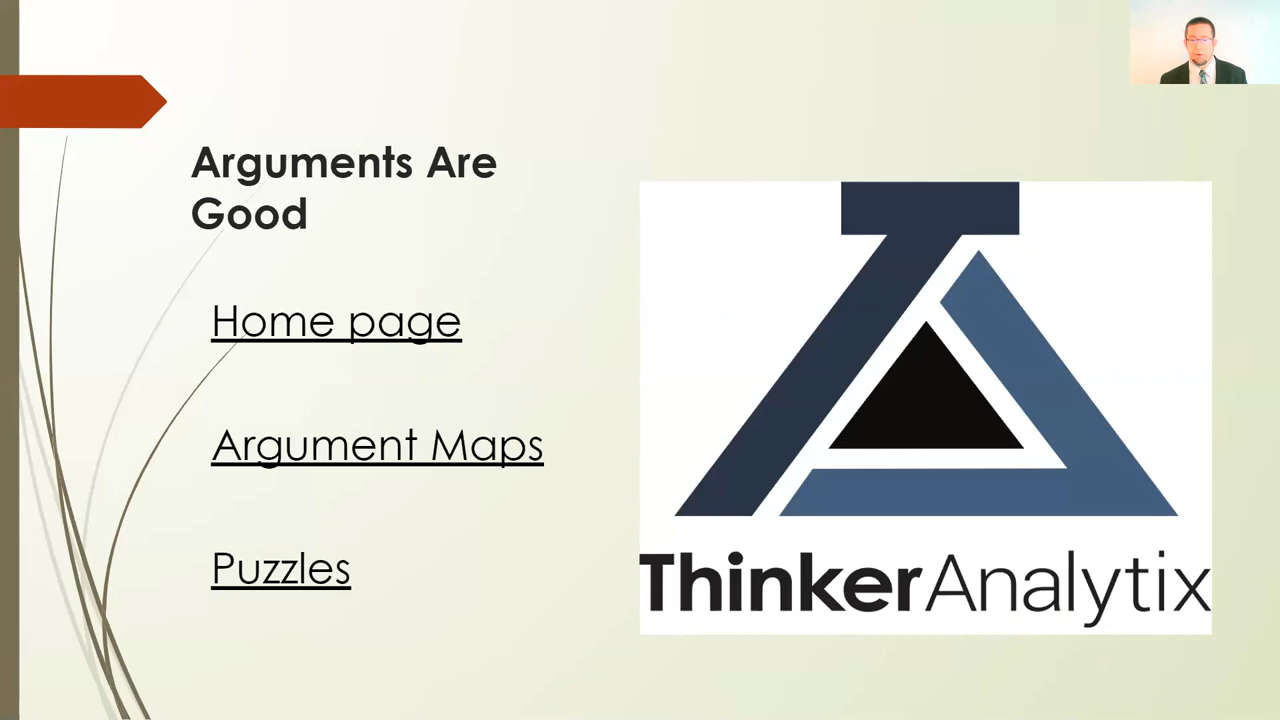 Arguments Are
Good
Home page
Argument Maps
Puzzles
ThinkerAnalytix